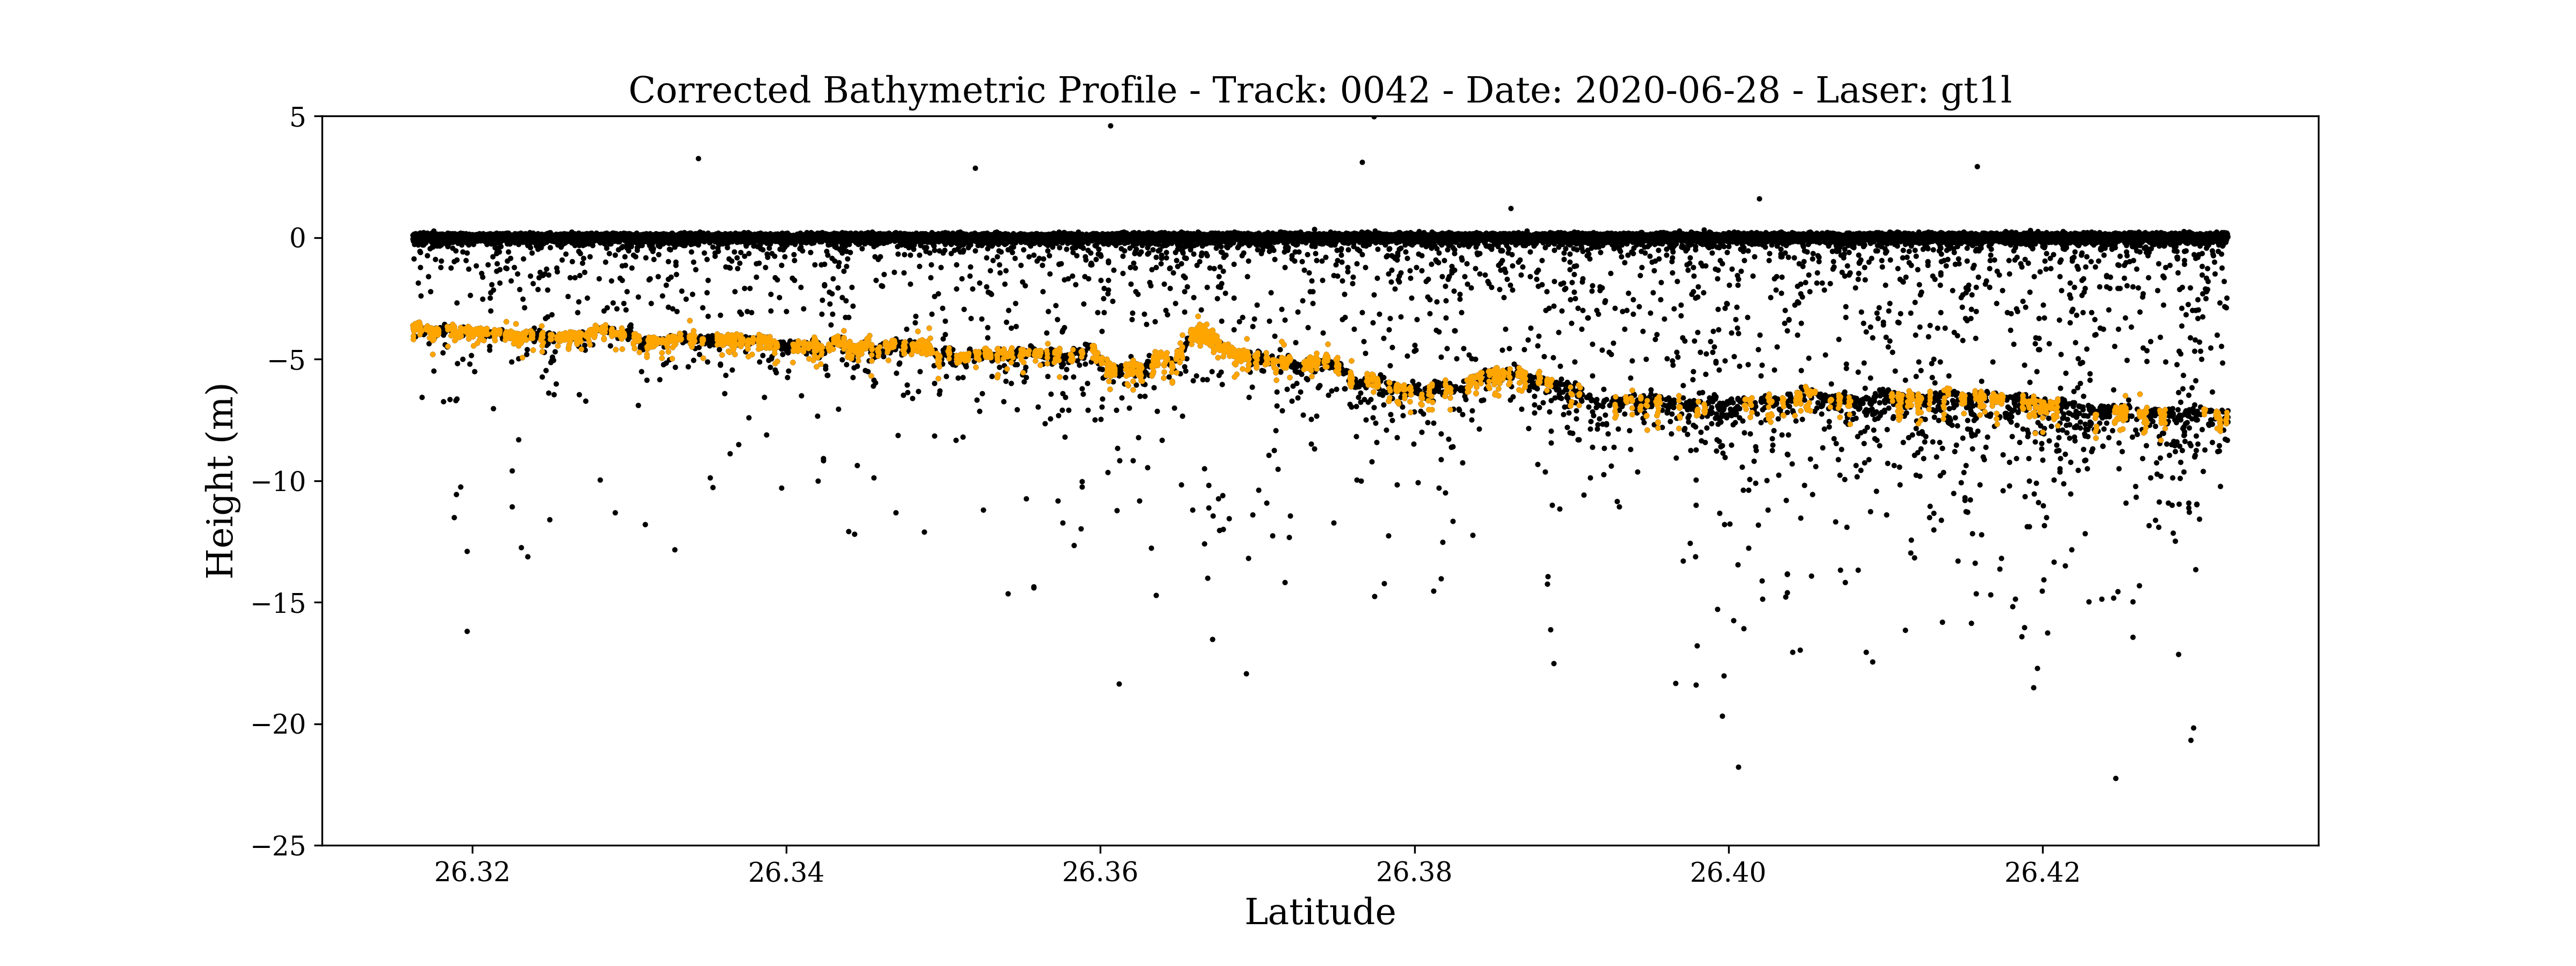 Corrected Bathymetric Profile - Track: 0042 - Date: 2020-06-28 - Laser: gt1l
5
0
−5
−10
−15
−20
−25
Height (m)
26.32 26.34 26.36 26.38 26.40 26.42
Latitude